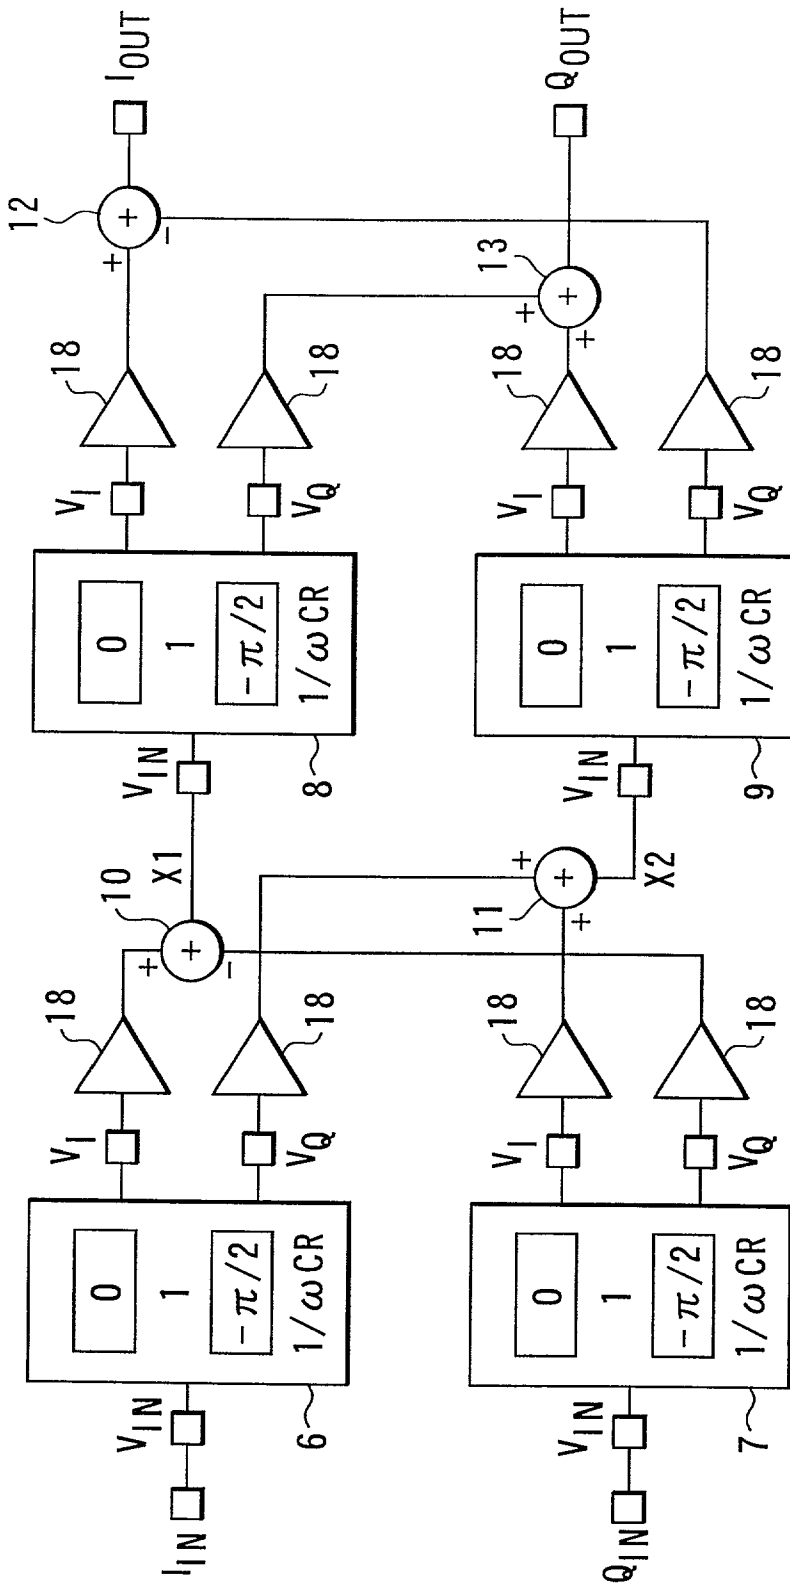 I_IN
V_IN
6
0
1
-π/2
1/ωCR
V_I
V_Q
18
18
+
-
+
10
X1
V_IN
8
0
1
-π/2
1/ωCR
V_I
V_Q
18
18
+
-
+
12
I_OUT
Q_IN
V_IN
7
0
1
-π/2
1/ωCR
V_I
V_Q
18
18
+
+
+
11
X2
V_IN
9
0
1
-π/2
1/ωCR
V_I
V_Q
18
18
+
+
+
13
Q_OUT